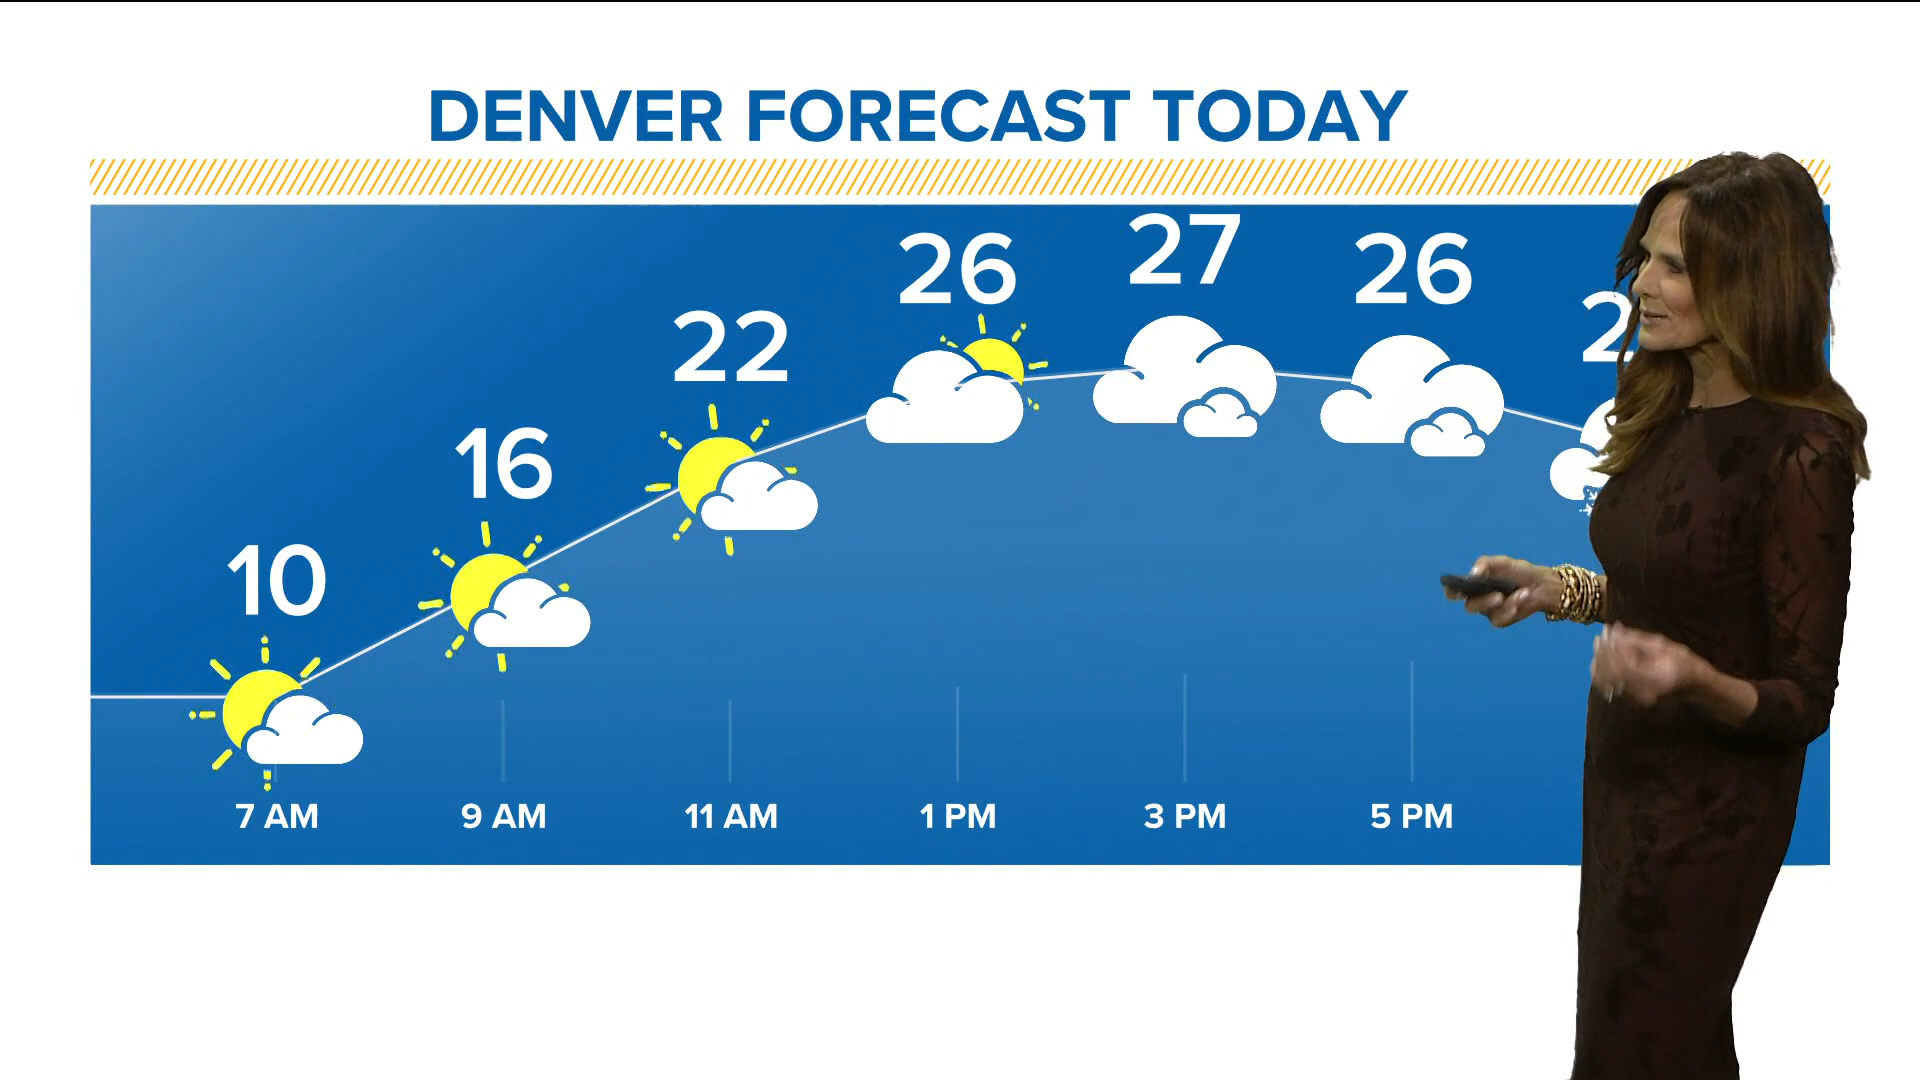 DENVER FORECAST TODAY
10
16
22
26
27
26
7 AM
9 AM
11 AM
1 PM
3 PM
5 PM